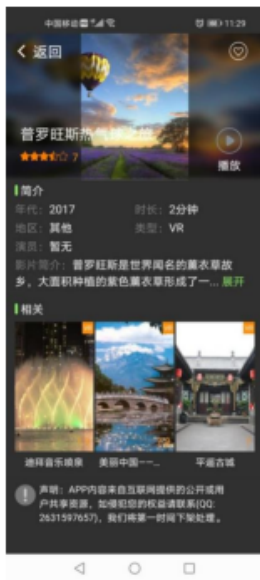 中国移动 11:29
返回
普罗旺斯热气球之旅
7
播放
简介
年代：2017 时长：2分钟
地区：其他 类型：VR
演员：暂无
影片简介：普罗旺斯是世界闻名的薰衣草故
乡，大面积种植的紫色薰衣草形成了一... 展开
相关
迪拜音乐喷泉 美丽中国——... 平遥古城
声明：APP内容来自互联网提供的公开或用
户共享资源，如侵犯您的权益请联系(QQ:
2631597657)，我们将第一时间下架处理。